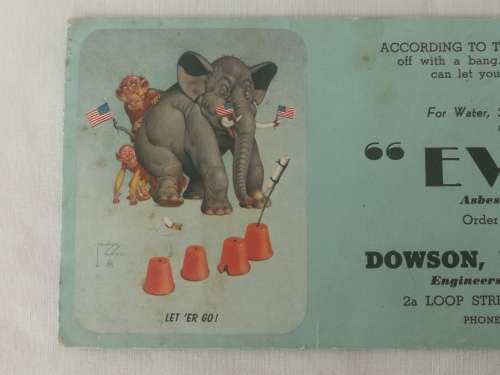 ACCORDING TO T
off with a bang.
can let you
For Water, S
"EV
Asbes
Order
DOWSON,
Engineers
2a LOOP STRE
PHONE
LET 'ER GO!